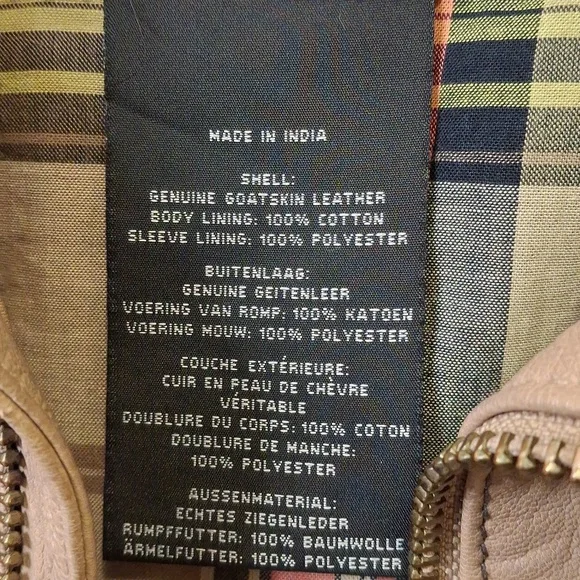 MADE IN INDIA
SHELL:
GENUINE GOATSKIN LEATHER
BODY LINING: 100% COTTON
SLEEVE LINING: 100% POLYESTER
BUITENLAAG:
GENUINE GEITENLEER
VOERING VAN ROMP: 100% KATOEN
VOERING MOUW: 100% POLYESTER
COUCHE EXTÉRIEURE:
CUIR EN PEAU DE CHÈVRE
VÉRITABLE
DOUBLURE DU CORPS: 100% COTON
DOUBLURE DE MANCHE:
100% POLYESTER
AUSSENMATERIAL:
ECHTES ZIEGENLEDER
RUMPFFUTTER: 100% BAUMWOLLE
ÄRMELFUTTER: 100% POLYESTER